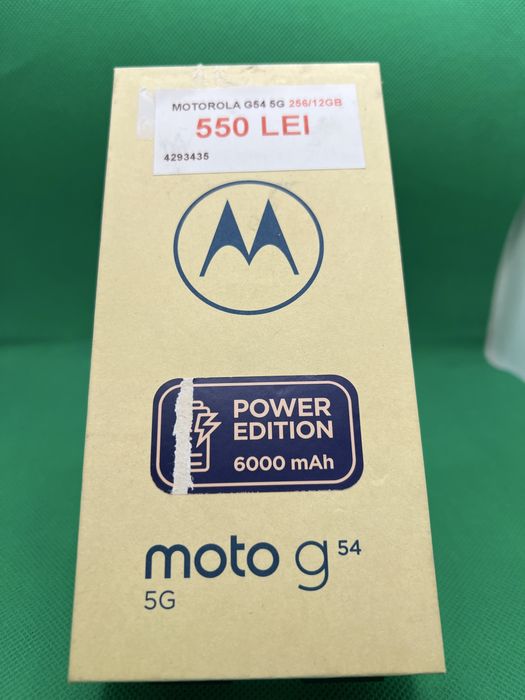 MOTOROLA G54 5G 256/12GB
550 LEI
4293435
POWER
EDITION
6000 mAh
moto g 54
5G